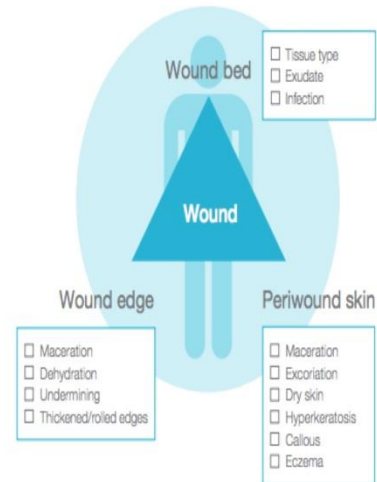 Wound bed
☐ Tissue type
☐ Exudate
☐ Infection
Wound
Wound edge
☐ Maceration
☐ Dehydration
☐ Undermining
☐ Thickened/rolled edges
Periwound skin
☐ Maceration
☐ Excoriation
☐ Dry skin
☐ Hyperkeratosis
☐ Callous
☐ Eczema